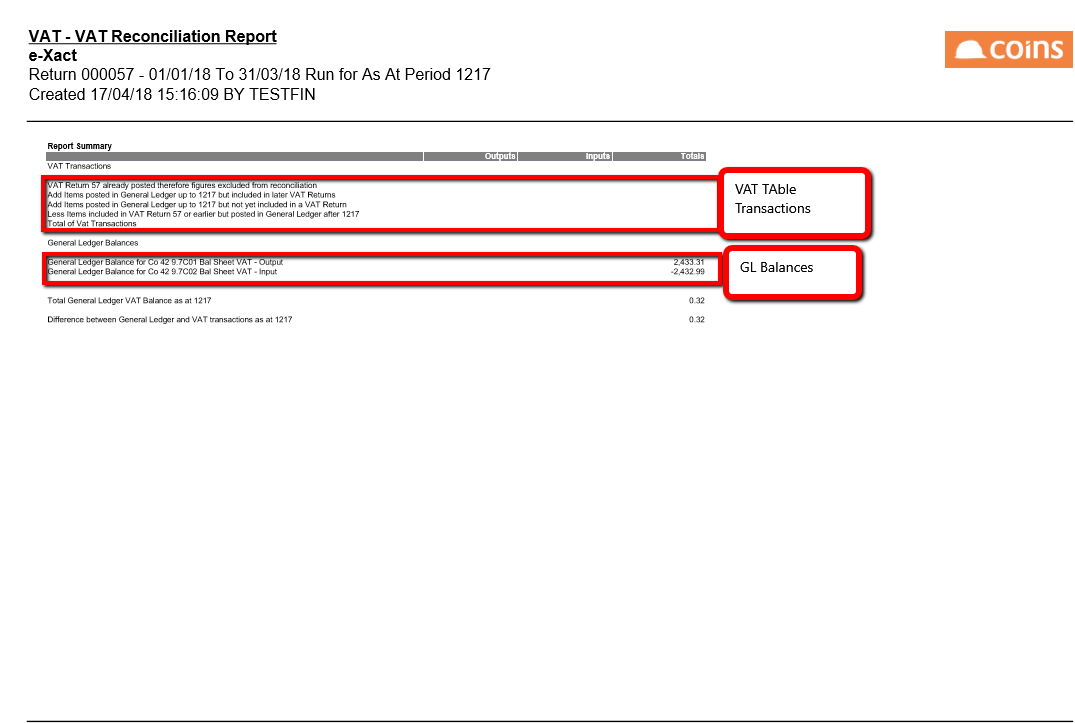 VAT - VAT Reconciliation Report
e-Xact
Return 000057 - 01/01/18 To 31/03/18 Run for As At Period 1217
Created 17/04/18 15:16:09 BY TESTFIN
coins
Report Summary
Outputs Inputs Totals
VAT Transactions
VAT Return 57 already posted therefore figures excluded from reconciliation
Add Items posted in General Ledger up to 1217 but included in later VAT Returns
Add Items posted in General Ledger up to 1217 but not yet included in a VAT Return
Less Items included in VAT Return 57 or earlier but posted in General Ledger after 1217
Total of Vat Transactions
VAT TAble
Transactions
General Ledger Balances
General Ledger Balance for Co 42 9.7C01 Bal Sheet VAT - Output 2,433.31
General Ledger Balance for Co 42 9.7C02 Bal Sheet VAT - Input -2,432.99
GL Balances
Total General Ledger VAT Balance as at 1217 0.32
Difference between General Ledger and VAT transactions as at 1217 0.32